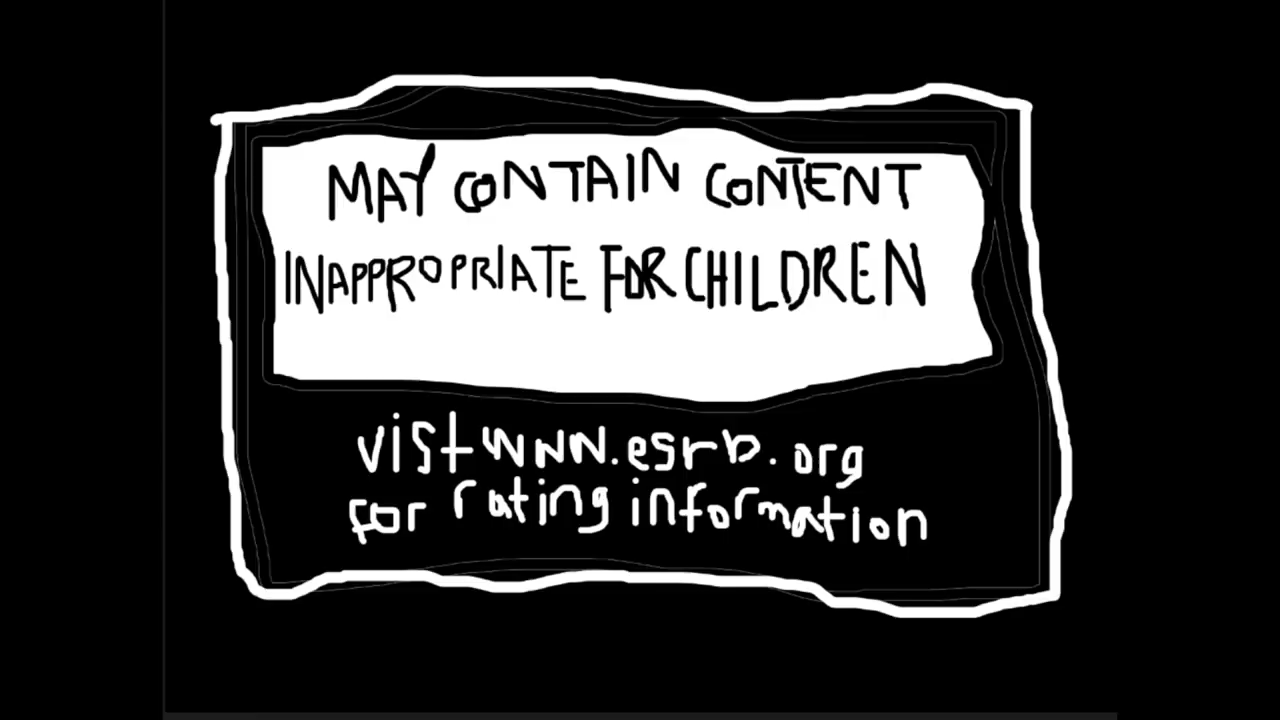 MAY CONTAIN CONTENT
INAPPROPRIATE FOR CHILDREN
vist www.esrb.org
for rating information